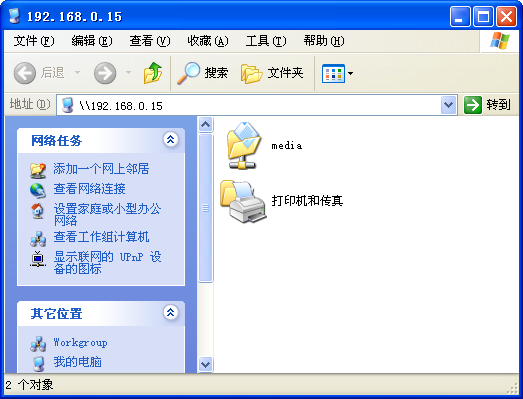 192.168.0.15
文件(F) 编辑(E) 查看(V) 收藏(A) 工具(T) 帮助(H)
后退 搜索 文件夹
地址(D) \\192.168.0.15 转到
网络任务
添加一个网上邻居
查看网络连接
设置家庭或小型办公
网络
查看工作组计算机
显示联网的 UPnP 设
备的图标
其它位置
Workgroup
我的电脑
media
打印机和传真
2 个对象